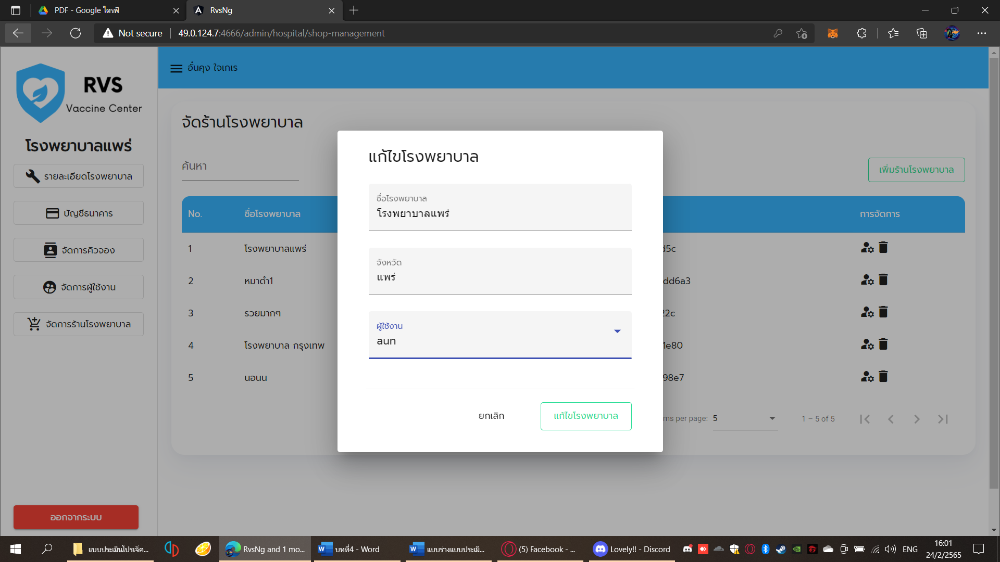 PDF - Google ไดรฟ์
RvsNg
Not secure
49.0.124.7:4666/admin/hospital/shop-management
RVS
Vaccine Center
อั๋นคุง ใจเกเร
โรงพยาบาลแพร่
รายละเอียดโรงพยาบาล
บัญชีธนาคาร
จัดการคิวจอง
จัดการผู้ใช้งาน
จัดการร้านโรงพยาบาล
ออกจากระบบ
จัดร้านโรงพยาบาล
ค้นหา
เพิ่มร้านโรงพยาบาล
No. ชื่อโรงพยาบาล การจัดการ
1 โรงพยาบาลแพร่ d5c
2 หมาดำ1 dd6a3
3 รวยมากๆ 22c
4 โรงพยาบาล กรุงเทพ 1e80
5 นอนน 98e7
ms per page: 5 1 – 5 of 5
แก้ไขโรงพยาบาล
ชื่อโรงพยาบาล
โรงพยาบาลแพร่
จังหวัด
แพร่
ผู้ใช้งาน
aun
ยกเลิก
แก้ไขโรงพยาบาล
แบบประเมินโปรเจ็ค...
RvsNg and 1 mo...
บทที่4 - Word
แบบร่างแบบประเมิ...
(5) Facebook - ...
Lovely!! - Discord
ENG
16:01
24/2/2565